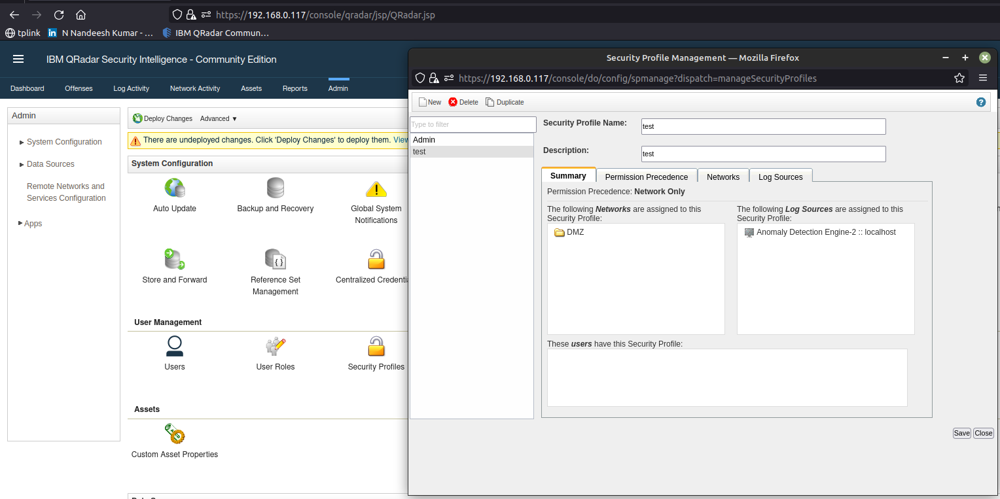 https://192.168.0.117/console/qradar/jsp/QRadar.jsp
tplink N Nandeesh Kumar - … IBM QRadar Commun…
IBM QRadar Security Intelligence - Community Edition
Dashboard Offenses Log Activity Network Activity Assets Reports Admin
Admin
System Configuration
Data Sources
Remote Networks and
Services Configuration
Apps
Deploy Changes Advanced ▼
There are undeployed changes. Click 'Deploy Changes' to deploy them. View
System Configuration
Auto Update
Backup and Recovery
Global System
Notifications
Store and Forward
Reference Set
Management
Centralized Credenti
User Management
Users
User Roles
Security Profiles
Assets
Custom Asset Properties
Security Profile Management — Mozilla Firefox
https://192.168.0.117/console/do/config/spmanage?dispatch=manageSecurityProfiles
New Delete Duplicate
Type to filter
Admin
test
Security Profile Name: test
Description: test
Summary Permission Precedence Networks Log Sources
Permission Precedence: Network Only
The following Networks are assigned to this
Security Profile:
DMZ
The following Log Sources are assigned to this
Security Profile:
Anomaly Detection Engine-2 :: localhost
These users have this Security Profile:
Save Close